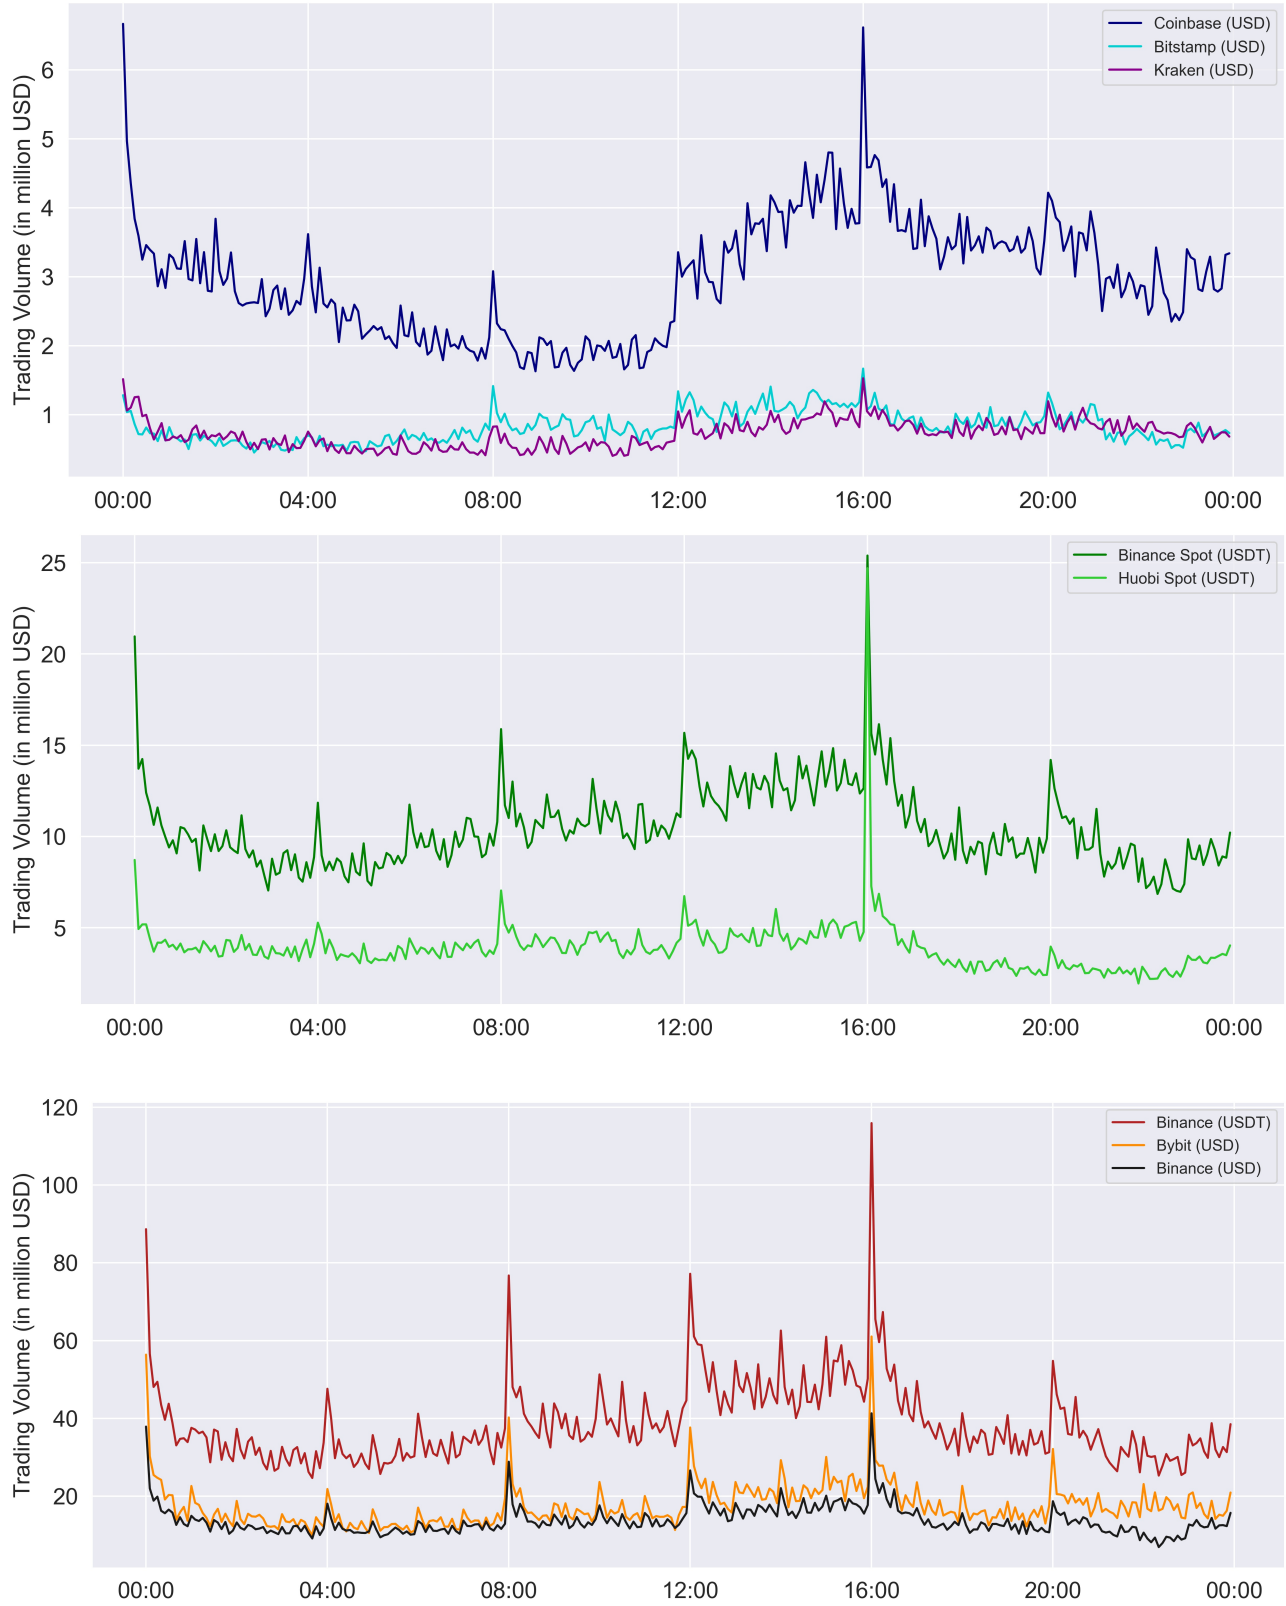 Trading Volume (in million USD)
6
5
4
3
2
1
Coinbase (USD)
Bitstamp (USD)
Kraken (USD)
00:00 04:00 08:00 12:00 16:00 20:00 00:00
Trading Volume (in million USD)
25
20
15
10
5
Binance Spot (USDT)
Huobi Spot (USDT)
00:00 04:00 08:00 12:00 16:00 20:00 00:00
Trading Volume (in million USD)
120
100
80
60
40
20
Binance (USDT)
Bybit (USD)
Binance (USD)
00:00 04:00 08:00 12:00 16:00 20:00 00:00